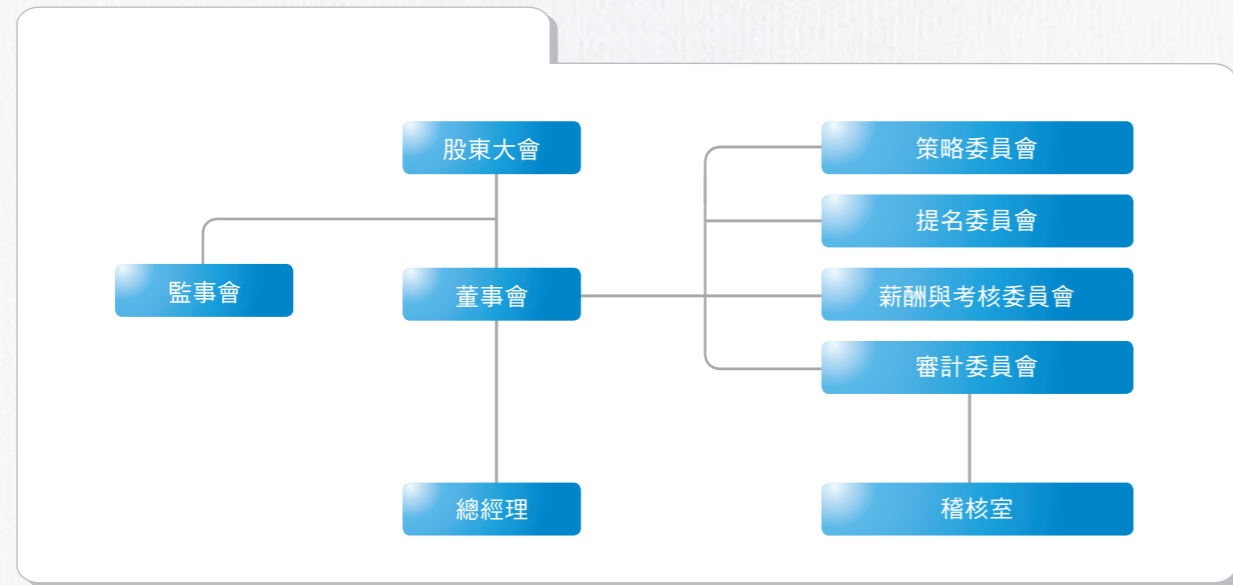 股東大會
監事會
董事會
總經理
策略委員會
提名委員會
薪酬與考核委員會
審計委員會
稽核室